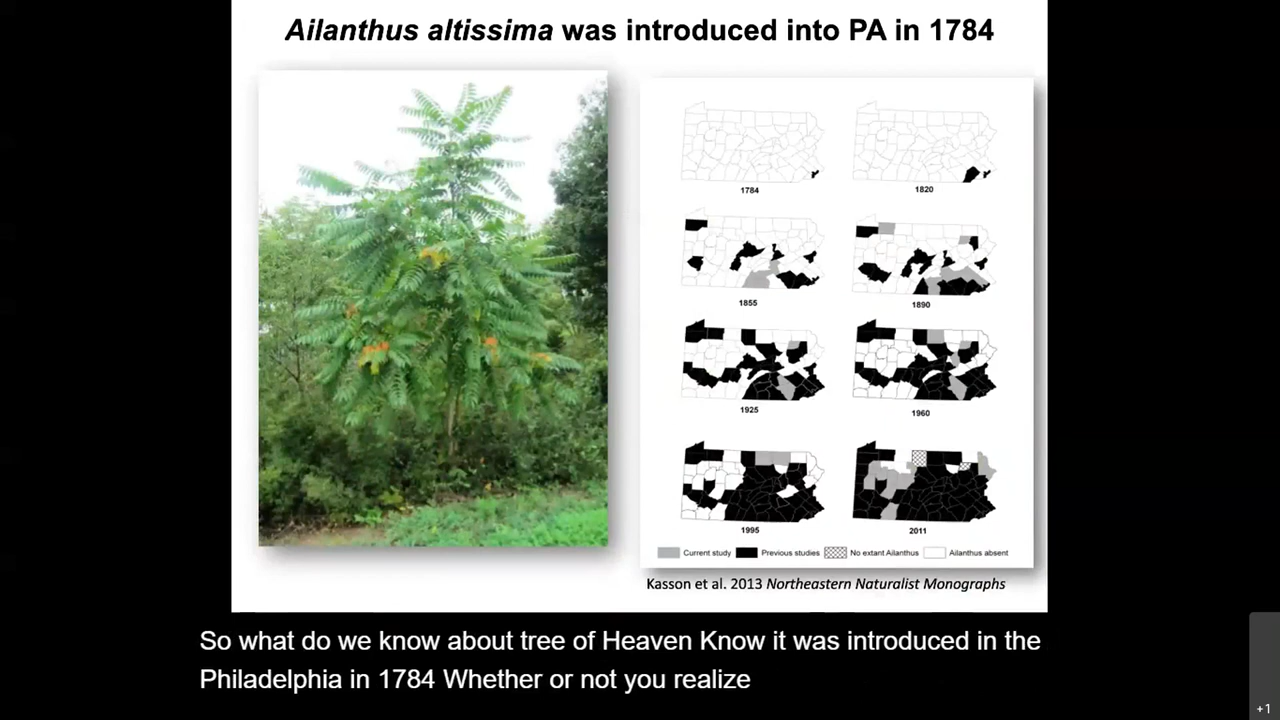 Ailanthus altissima was introduced into PA in 1784
1784
1820
1855
1890
1925
1960
1995
2011
Current study
Previous studies
No extant Ailanthus
Ailanthus absent
Kasson et al. 2013 Northeastern Naturalist Monographs
So what do we know about tree of Heaven Know it was introduced in the
Philadelphia in 1784 Whether or not you realize
+1